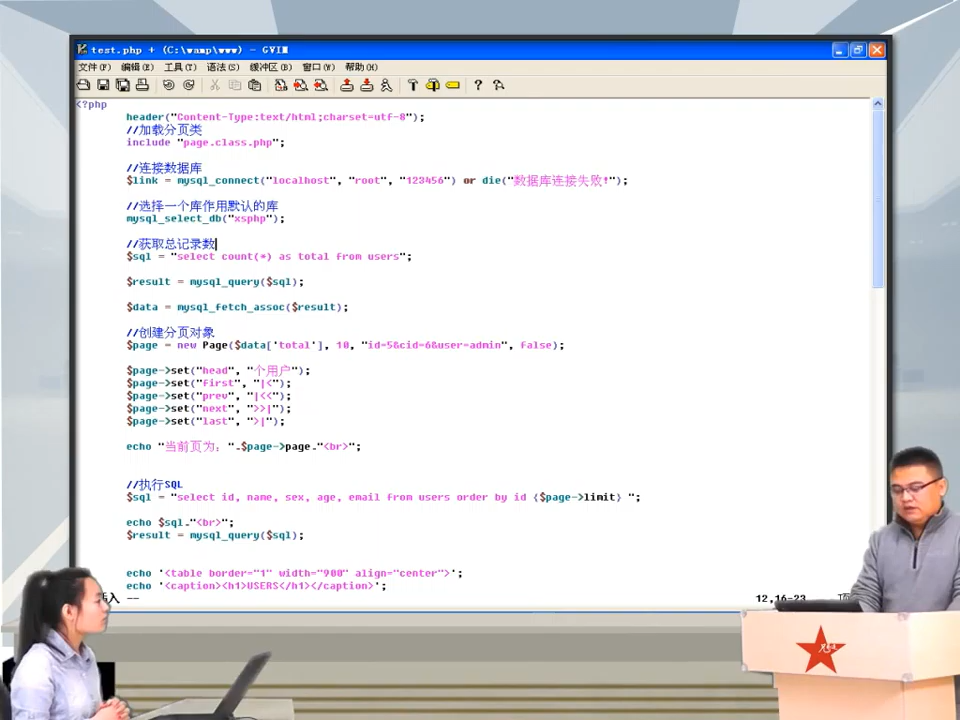 test.php + (C:\wamp\www) - GVIM
文件(F) 编辑(E) 工具(T) 语法(S) 缓冲区(B) 窗口(W) 帮助(H)
<?php
header("Content-Type:text/html;charset=utf-8");
//加载分页类
include "page.class.php";
//连接数据库
$link = mysql_connect("localhost", "root", "123456") or die("数据库连接失败!");
//选择一个库作用默认的库
mysql_select_db("xsphp");
//获取总记录数
$sql = "select count(*) as total from users";
$result = mysql_query($sql);
$data = mysql_fetch_assoc($result);
//创建分页对象
$page = new Page($data['total'], 10, "id=5&cid=6&user=admin", false);
$page->set("head", "个用户");
$page->set("first", "|<");
$page->set("prev", "|<<");
$page->set("next", ">>|");
$page->set("last", ">|");
echo "当前页为: ".$page->page."<br>";
//执行SQL
$sql = "select id, name, sex, age, email from users order by id {$page->limit} ";
echo $sql."<br>";
$result = mysql_query($sql);
echo '<table border="1" width="900" align="center">';
echo '<caption><h1>USERS</h1></caption>';
入 --
12,16-23